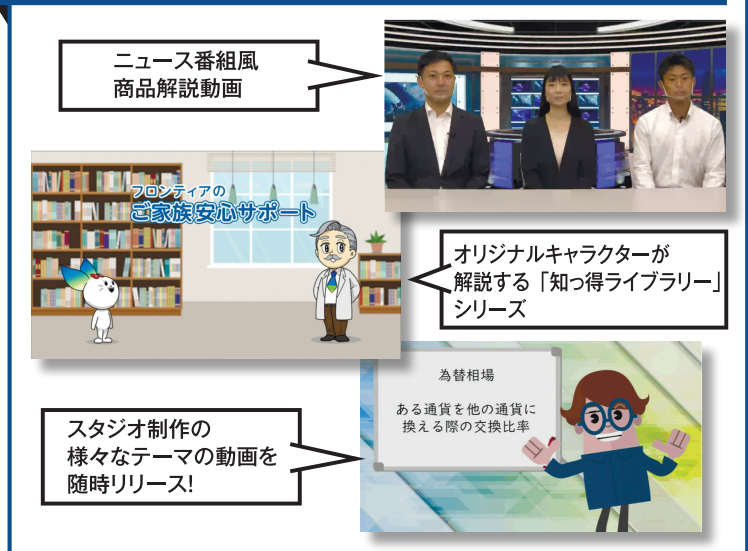 ニュース番組風
商品解説動画
フロンティアの
ご家族安心サポート
オリジナルキャラクターが
解説する「知っ得ライブラリー」
シリーズ
為替相場
ある通貨を他の通貨に
換える際の交換比率
スタジオ制作の
様々なテーマの動画を
随時リリース!